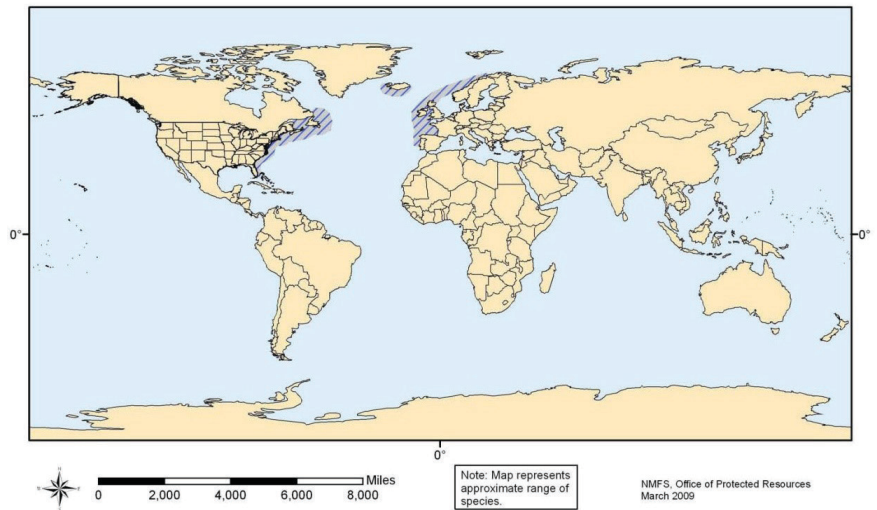 0°
0°
0°
N
W
E
S
Miles
0
2,000
4,000
6,000
8,000
Note: Map represents
approximate range of
species.
NMFS, Office of Protected Resources
March 2009